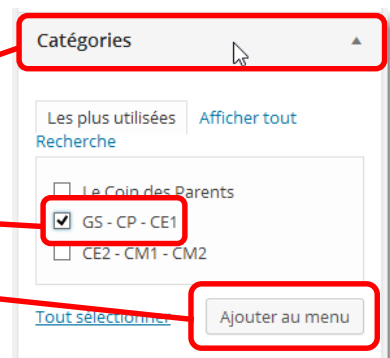 Catégories
Les plus utilisées Afficher tout
Recherche
Le Coin des Parents
GS - CP - CE1
CE2 - CM1 - CM2
Tout sélectionner Ajouter au menu